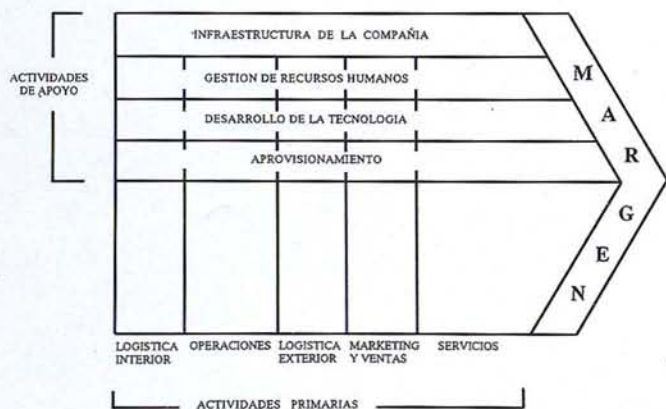 INFRAESTRUCTURA DE LA COMPAÑIA
ACTIVIDADES
DE APOYO
GESTION DE RECURSOS HUMANOS
DESARROLLO DE LA TECNOLOGIA
APROVISIONAMIENTO
MARGEN
LOGISTICA
INTERIOR
OPERACIONES
LOGISTICA
EXTERIOR
MARKETING
Y VENTAS
SERVICIOS
ACTIVIDADES PRIMARIAS